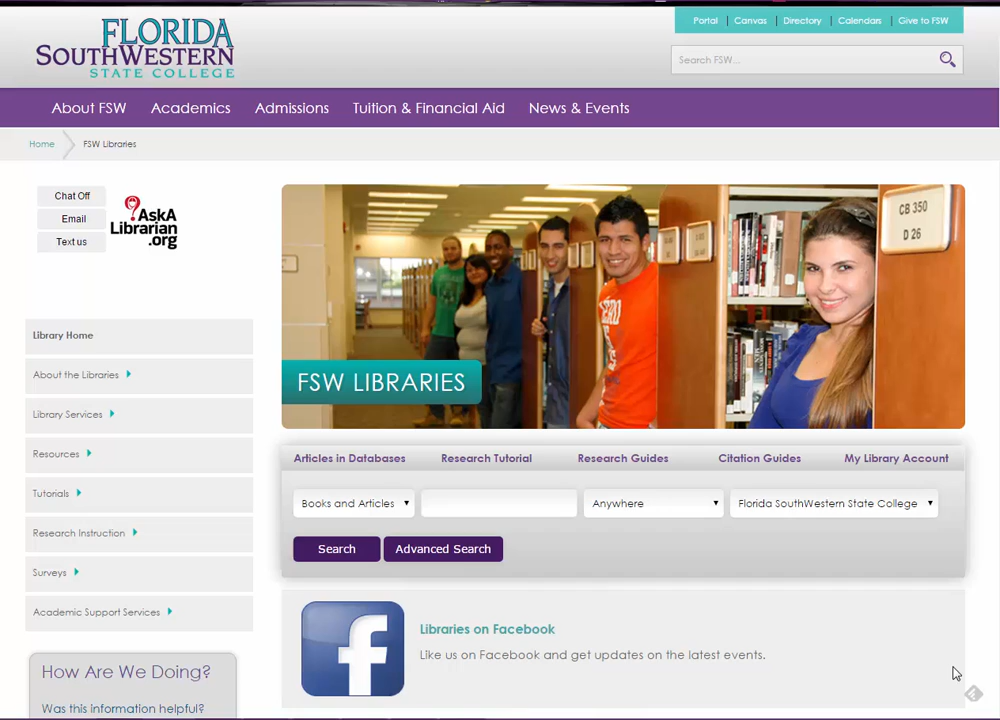 FLORIDA
SOUTHWESTERN
STATE COLLEGE
Portal | Canvas | Directory | Calendars | Give to FSW
Search FSW...
About FSW Academics Admissions Tuition & Financial Aid News & Events
Home FSW Libraries
Chat Off
Email
Text us
AskA
Librarian
.org
CB 350
D 26
FSW LIBRARIES
Library Home
About the Libraries
Library Services
Resources
Tutorials
Research Instruction
Surveys
Academic Support Services
How Are We Doing?
Was this information helpful?
Articles in Databases Research Tutorial Research Guides Citation Guides My Library Account
Books and Articles Anywhere Florida SouthWestern State College
Search Advanced Search
f
Libraries on Facebook
Like us on Facebook and get updates on the latest events.